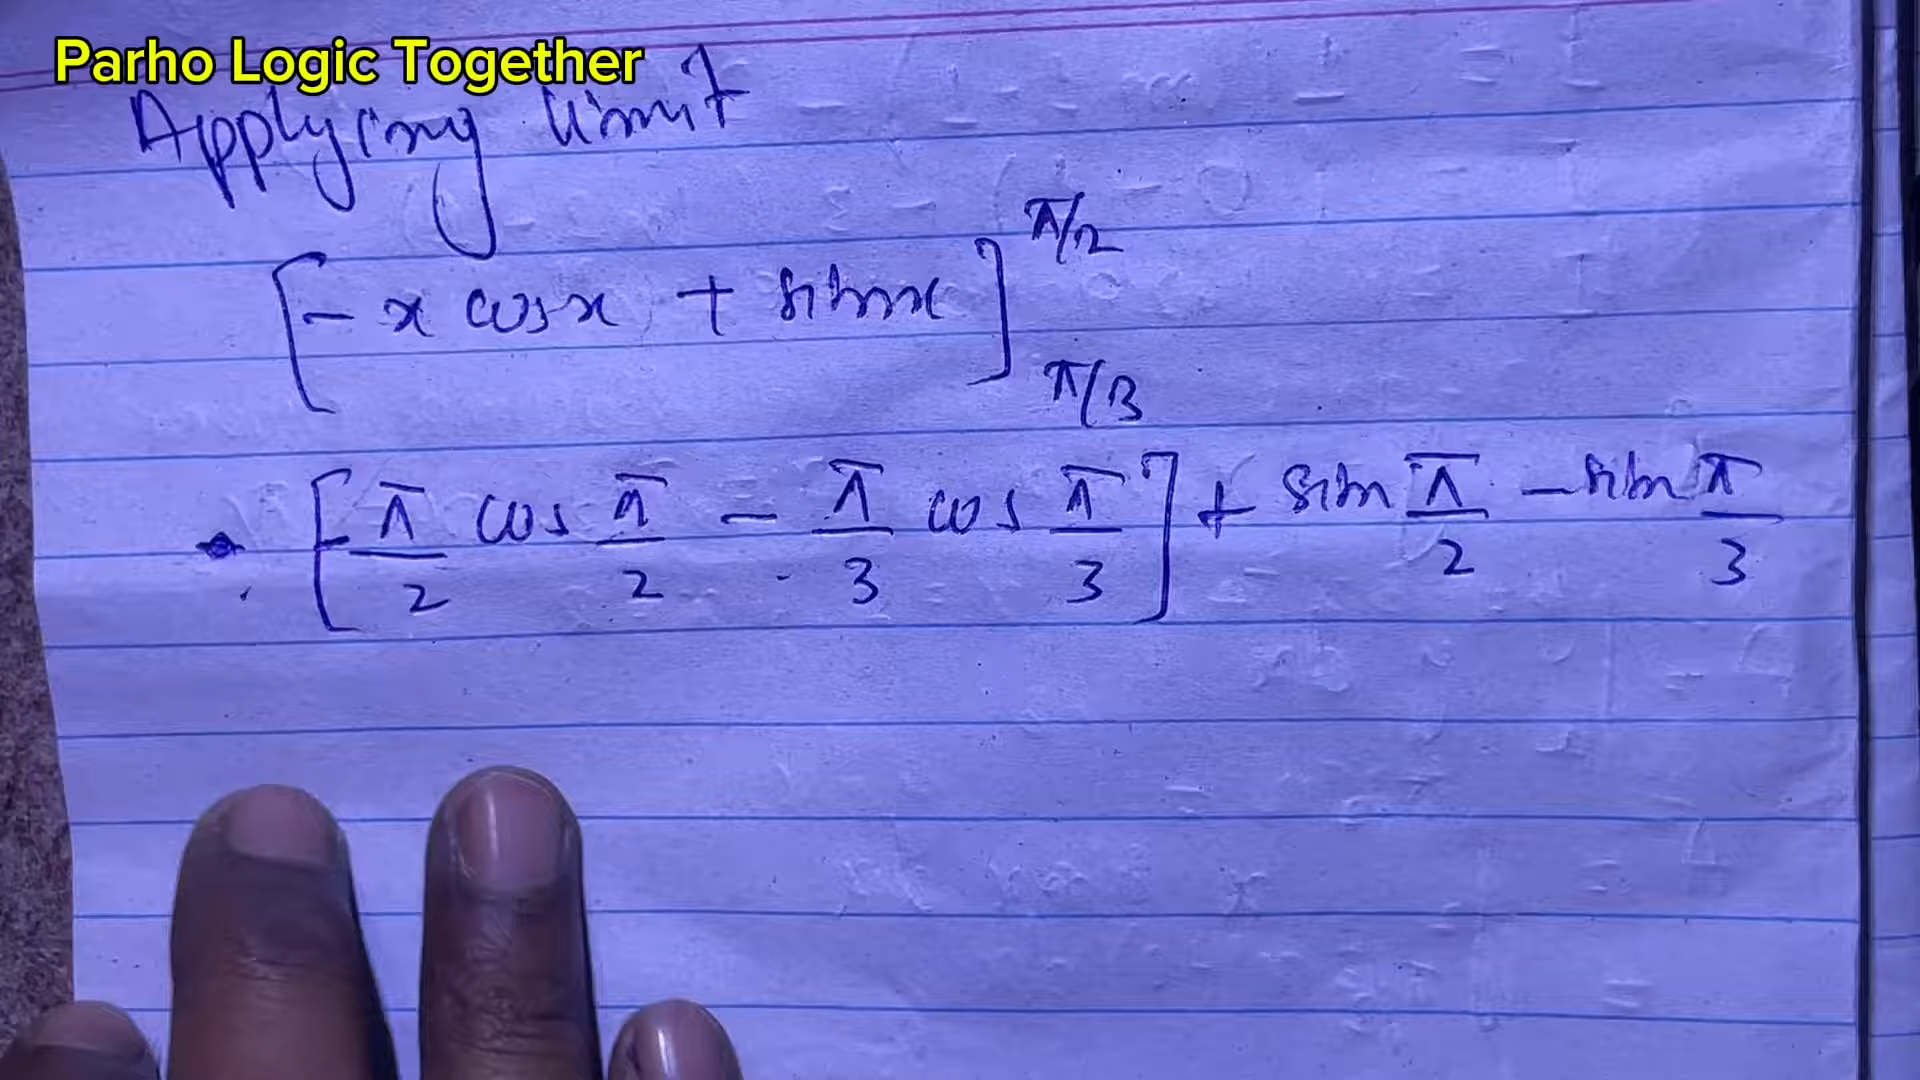 Parho Logic Together
Applying limit
[- x cos x + sin x]^{π/2}_{π/3}
[-π/2 cos π/2 - π/3 cos π/3] + sin π/2 - sin π/3